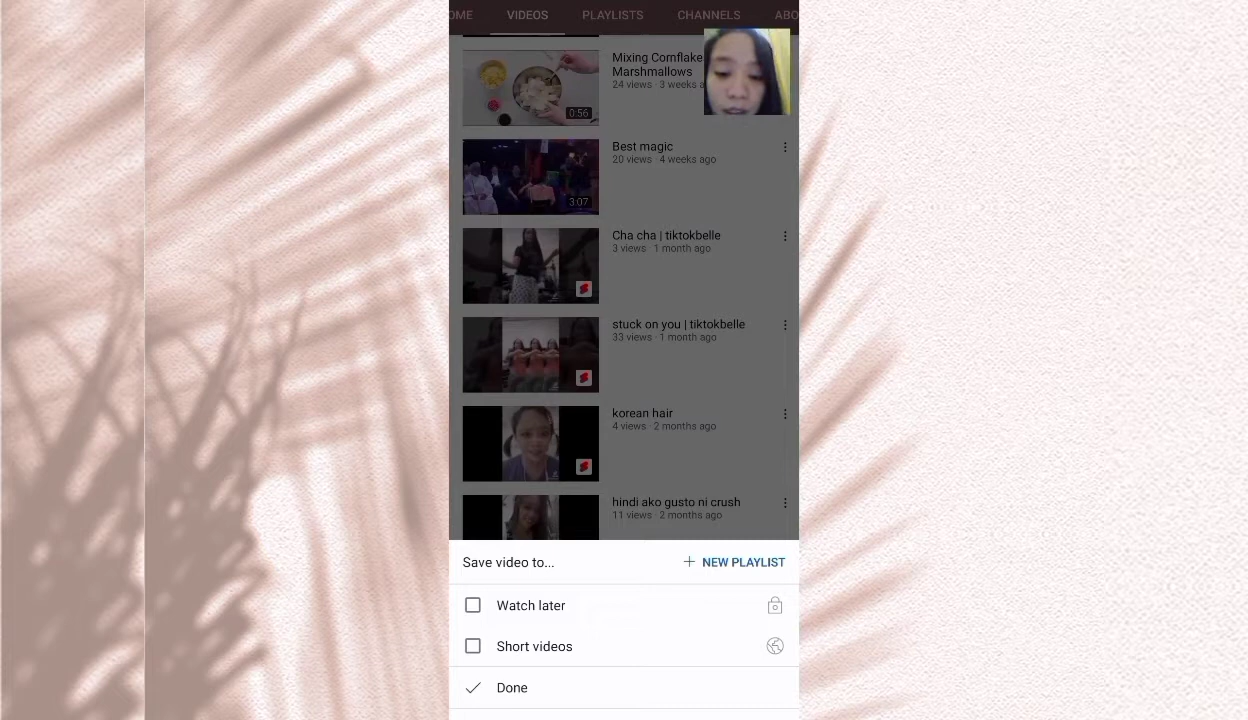 OME VIDEOS PLAYLISTS CHANNELS ABO
Mixing Cornflake
Marshmallows
24 views · 3 weeks a
0:56
Best magic
20 views · 4 weeks ago
3:07
Cha cha | tiktokbelle
3 views · 1 month ago
stuck on you | tiktokbelle
33 views · 1 month ago
korean hair
4 views · 2 months ago
hindi ako gusto ni crush
11 views · 2 months ago
Save video to...
+ NEW PLAYLIST
Watch later
Short videos
Done